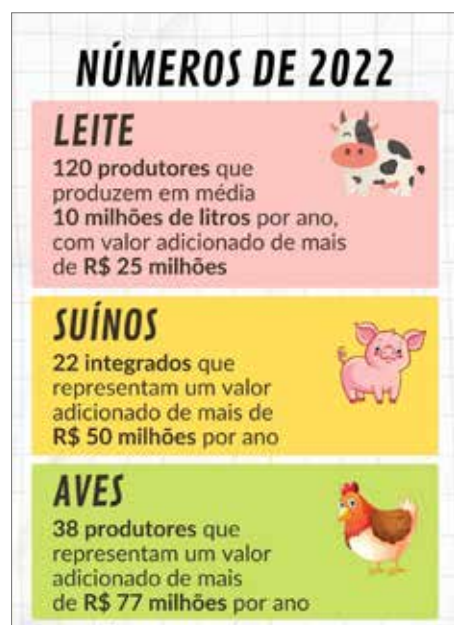 NÚMEROS DE 2022
LEITE
120 produtores que
produzem em média
10 milhões de litros por ano,
com valor adicionado de mais
de R$ 25 milhões
SUÍNOS
22 integrados que
representam um valor
adicionado de mais de
R$ 50 milhões por ano
AVES
38 produtores que
representam um valor
adicionado de mais
de R$ 77 milhões por ano